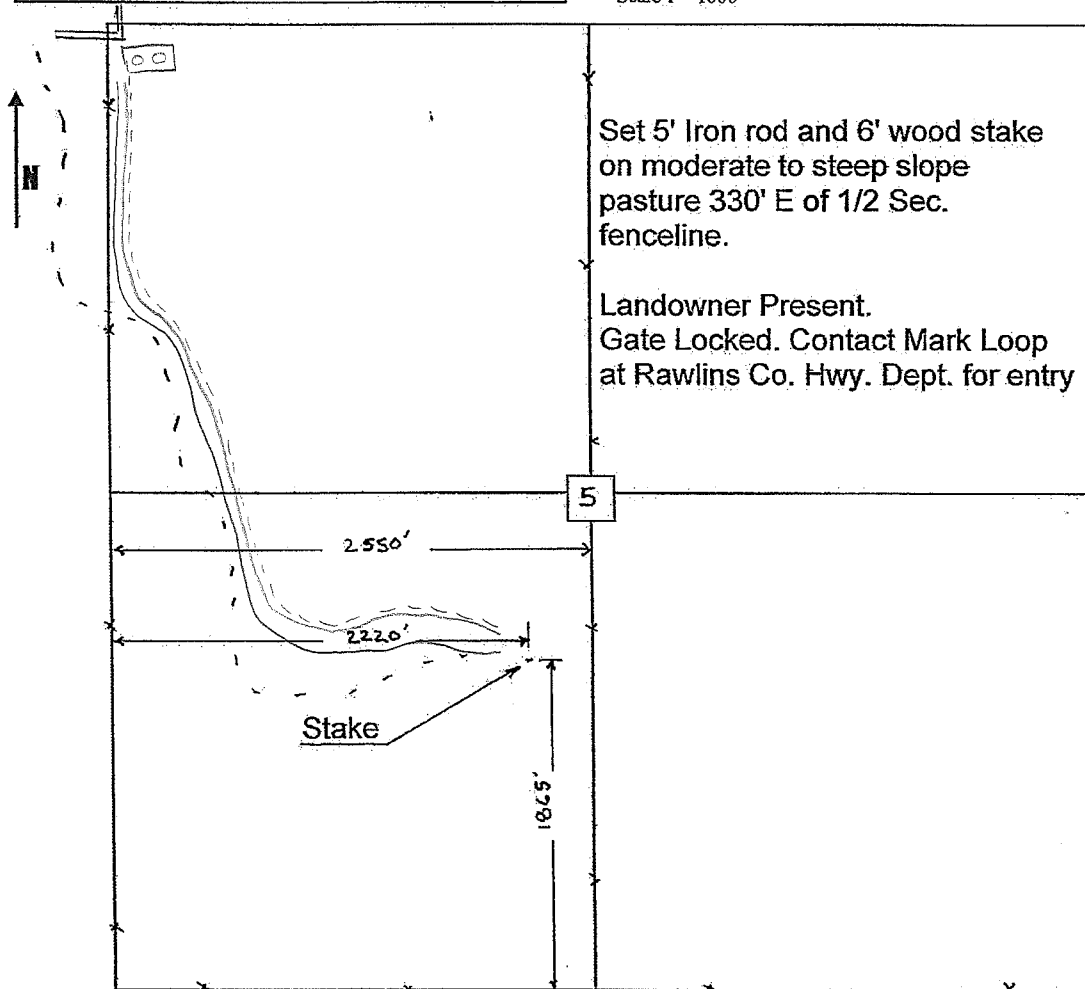 N
Set 5' Iron rod and 6' wood stake
on moderate to steep slope
pasture 330' E of 1/2 Sec.
fenceline.
Landowner Present.
Gate Locked. Contact Mark Loop
at Rawlins Co. Hwy. Dept. for entry
5
2550'
2220'
Stake
1865'